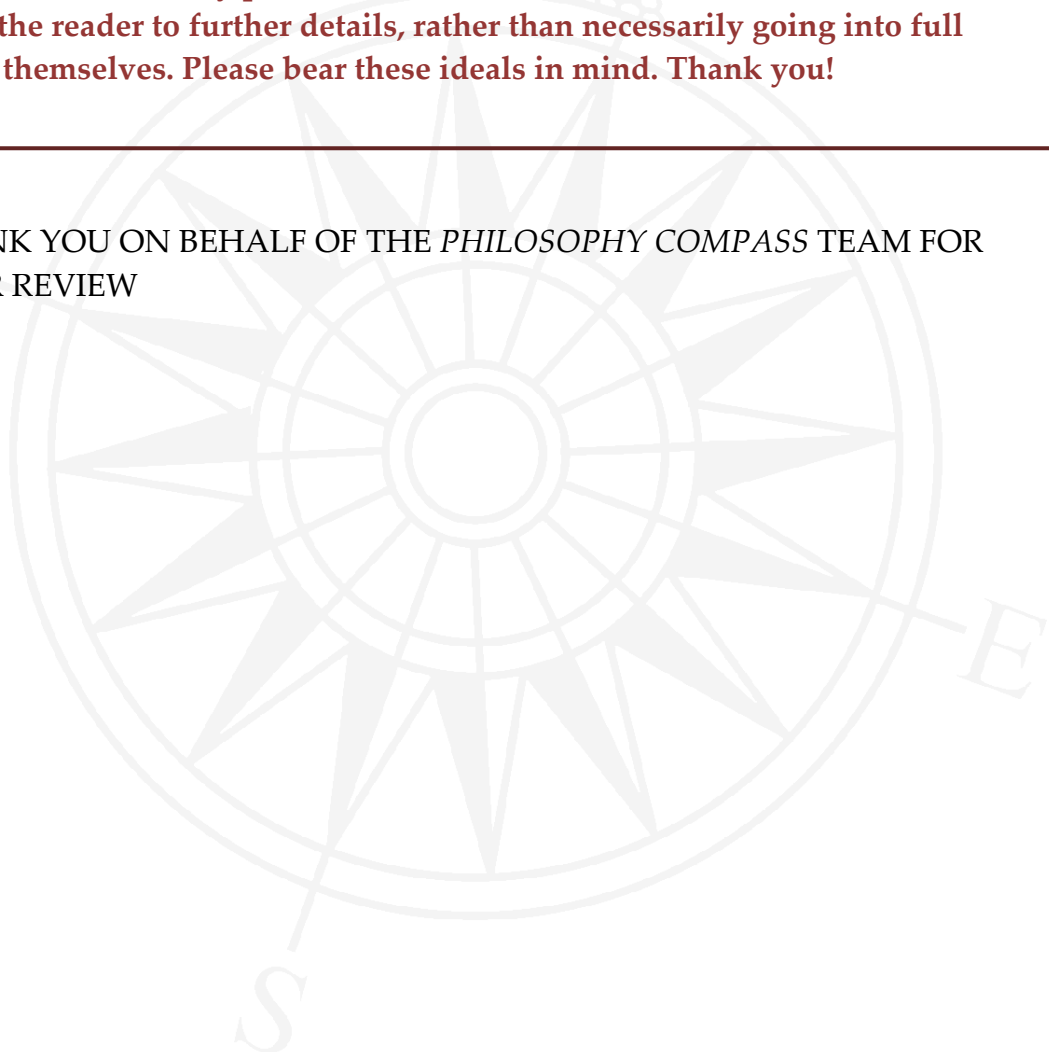 the reader to further details, rather than necessarily going into full
themselves. Please bear these ideals in mind. Thank you!
NK YOU ON BEHALF OF THE PHILOSOPHY COMPASS TEAM FOR
R REVIEW
E
S